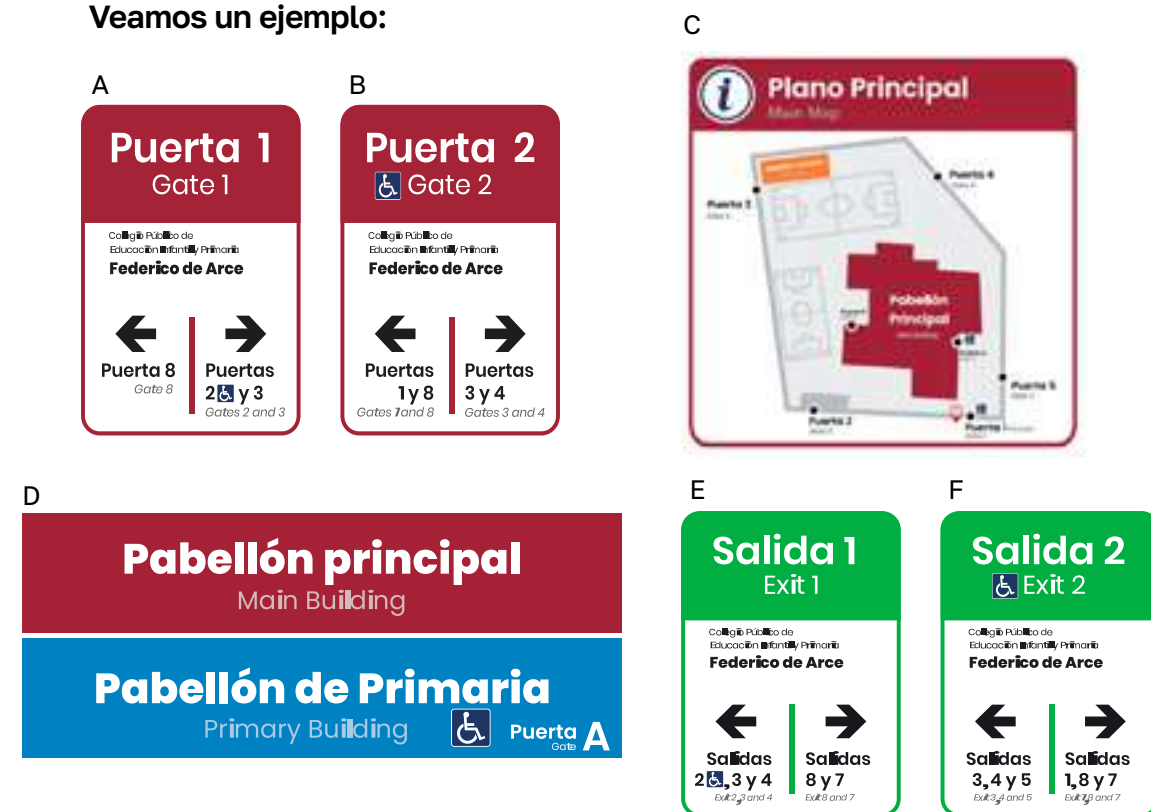 Veamos un ejemplo:
A
Puerta 1
Gate 1
Colegio Público de
Educación Infantil y Primaria
Federico de Arce
Puerta 8
Gate 8
Puertas
2 y 3
Gates 2 and 3
B
Puerta 2
Gate 2
Colegio Público de
Educación Infantil y Primaria
Federico de Arce
Puertas
1 y 8
Gates 1 and 8
Puertas
3 y 4
Gates 3 and 4
C
i Plano Principal
Main Map
Puerta 4
Puerta 3
Pabellón
Principal
Puerta 5
Puerta 2
Puerta
D
Pabellón principal
Main Building
Pabellón de Primaria
Primary Building
Puerta A
Gate
E
Salida 1
Exit 1
Colegio Público de
Educación Infantil y Primaria
Federico de Arce
Salidas
2, 3 y 4
Exit 2, 3 and 4
Salidas
8 y 7
Exit 8 and 7
F
Salida 2
Exit 2
Colegio Público de
Educación Infantil y Primaria
Federico de Arce
Salidas
3, 4 y 5
Exit 3, 4 and 5
Salidas
1, 8 y 7
Exit 1, 8 and 7